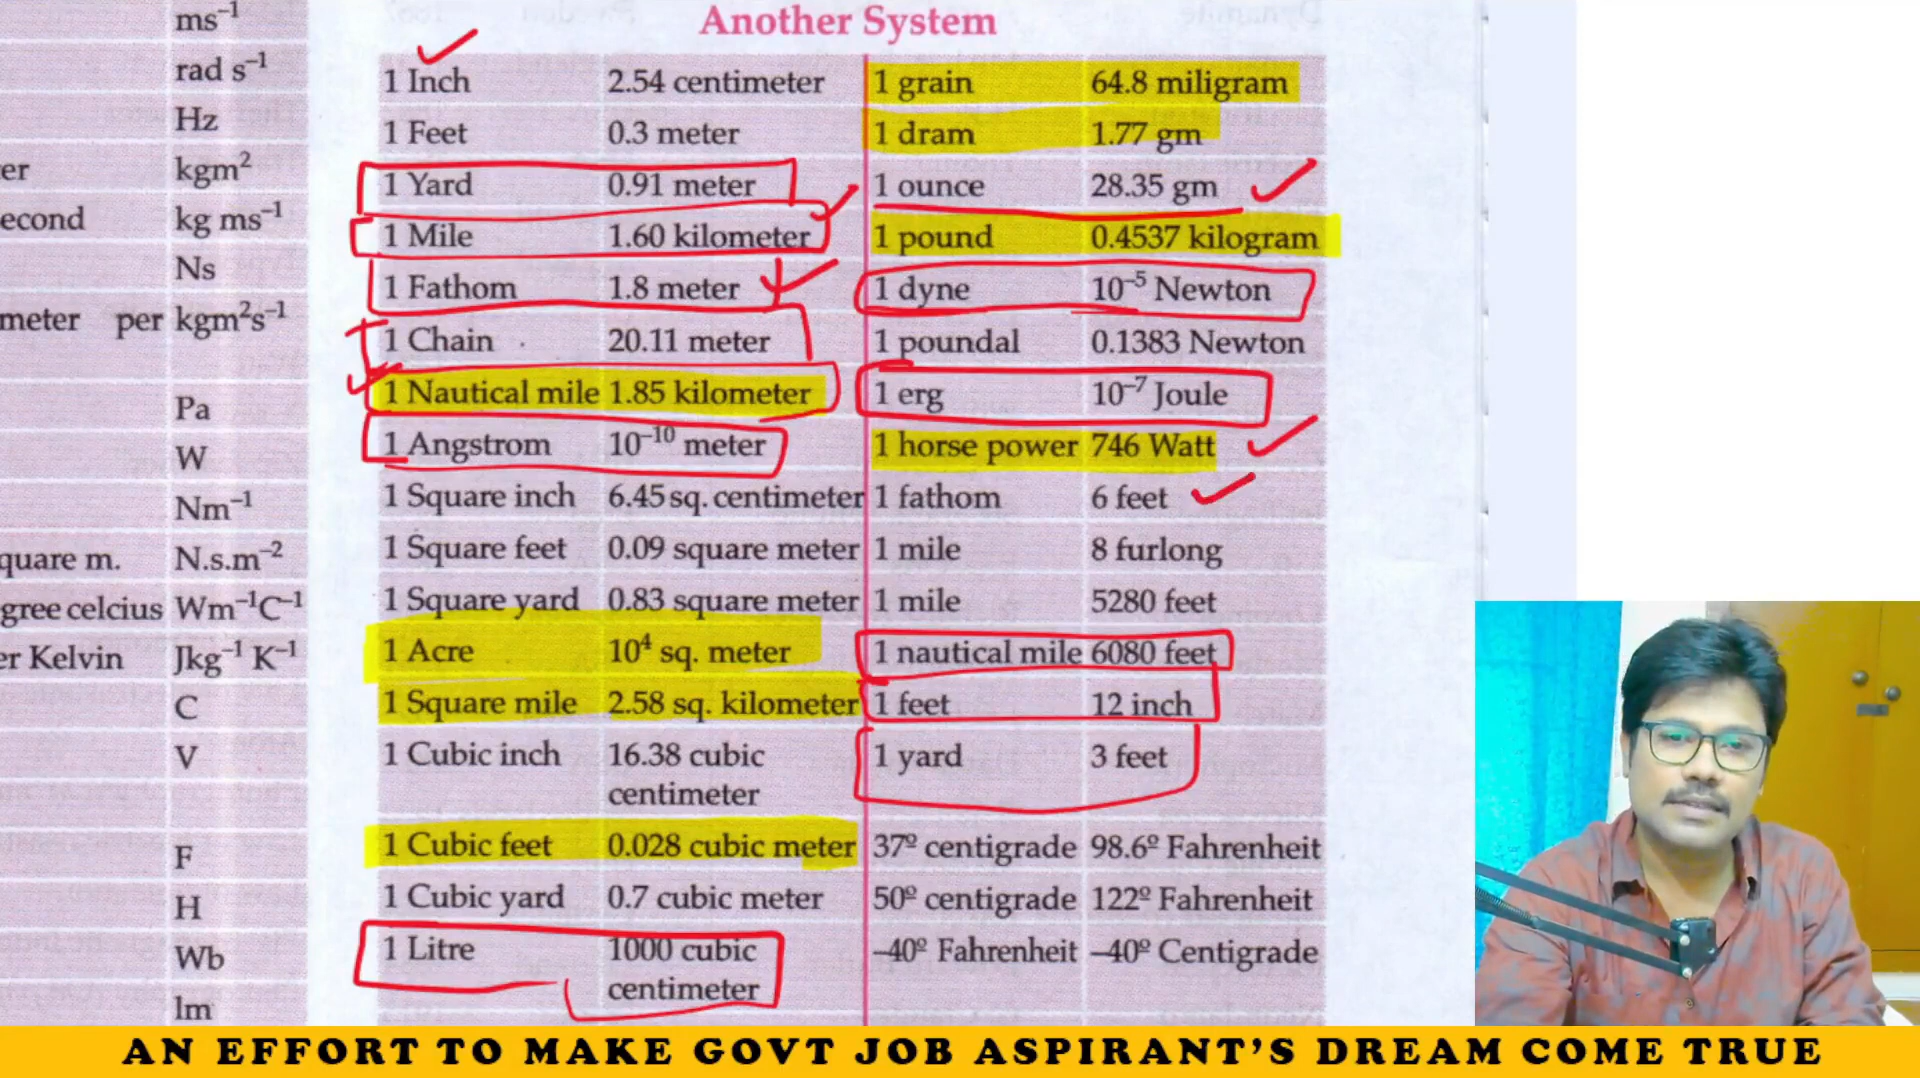 Another System
ms⁻¹
rad s⁻¹
Hz
er kgm²
econd kg ms⁻¹
Ns
meter per kgm²s⁻¹
Pa
W
Nm⁻¹
quare m. N.s.m⁻²
gree celcius Wm⁻¹C⁻¹
er Kelvin Jkg⁻¹ K⁻¹
C
V
F
H
Wb
lm
1 Inch 2.54 centimeter 1 grain 64.8 miligram
1 Feet 0.3 meter 1 dram 1.77 gm
1 Yard 0.91 meter 1 ounce 28.35 gm
1 Mile 1.60 kilometer 1 pound 0.4537 kilogram
1 Fathom 1.8 meter 1 dyne 10⁻⁵ Newton
1 Chain 20.11 meter 1 poundal 0.1383 Newton
1 Nautical mile 1.85 kilometer 1 erg 10⁻⁷ Joule
1 Angstrom 10⁻¹⁰ meter 1 horse power 746 Watt
1 Square inch 6.45 sq. centimeter 1 fathom 6 feet
1 Square feet 0.09 square meter 1 mile 8 furlong
1 Square yard 0.83 square meter 1 mile 5280 feet
1 Acre 10⁴ sq. meter 1 nautical mile 6080 feet
1 Square mile 2.58 sq. kilometer 1 feet 12 inch
1 Cubic inch 16.38 cubic 1 yard 3 feet
centimeter
1 Cubic feet 0.028 cubic meter 37º centigrade 98.6º Fahrenheit
1 Cubic yard 0.7 cubic meter 50º centigrade 122º Fahrenheit
1 Litre 1000 cubic –40º Fahrenheit –40º Centigrade
centimeter
AN EFFORT TO MAKE GOVT JOB ASPIRANT'S DREAM COME TRUE